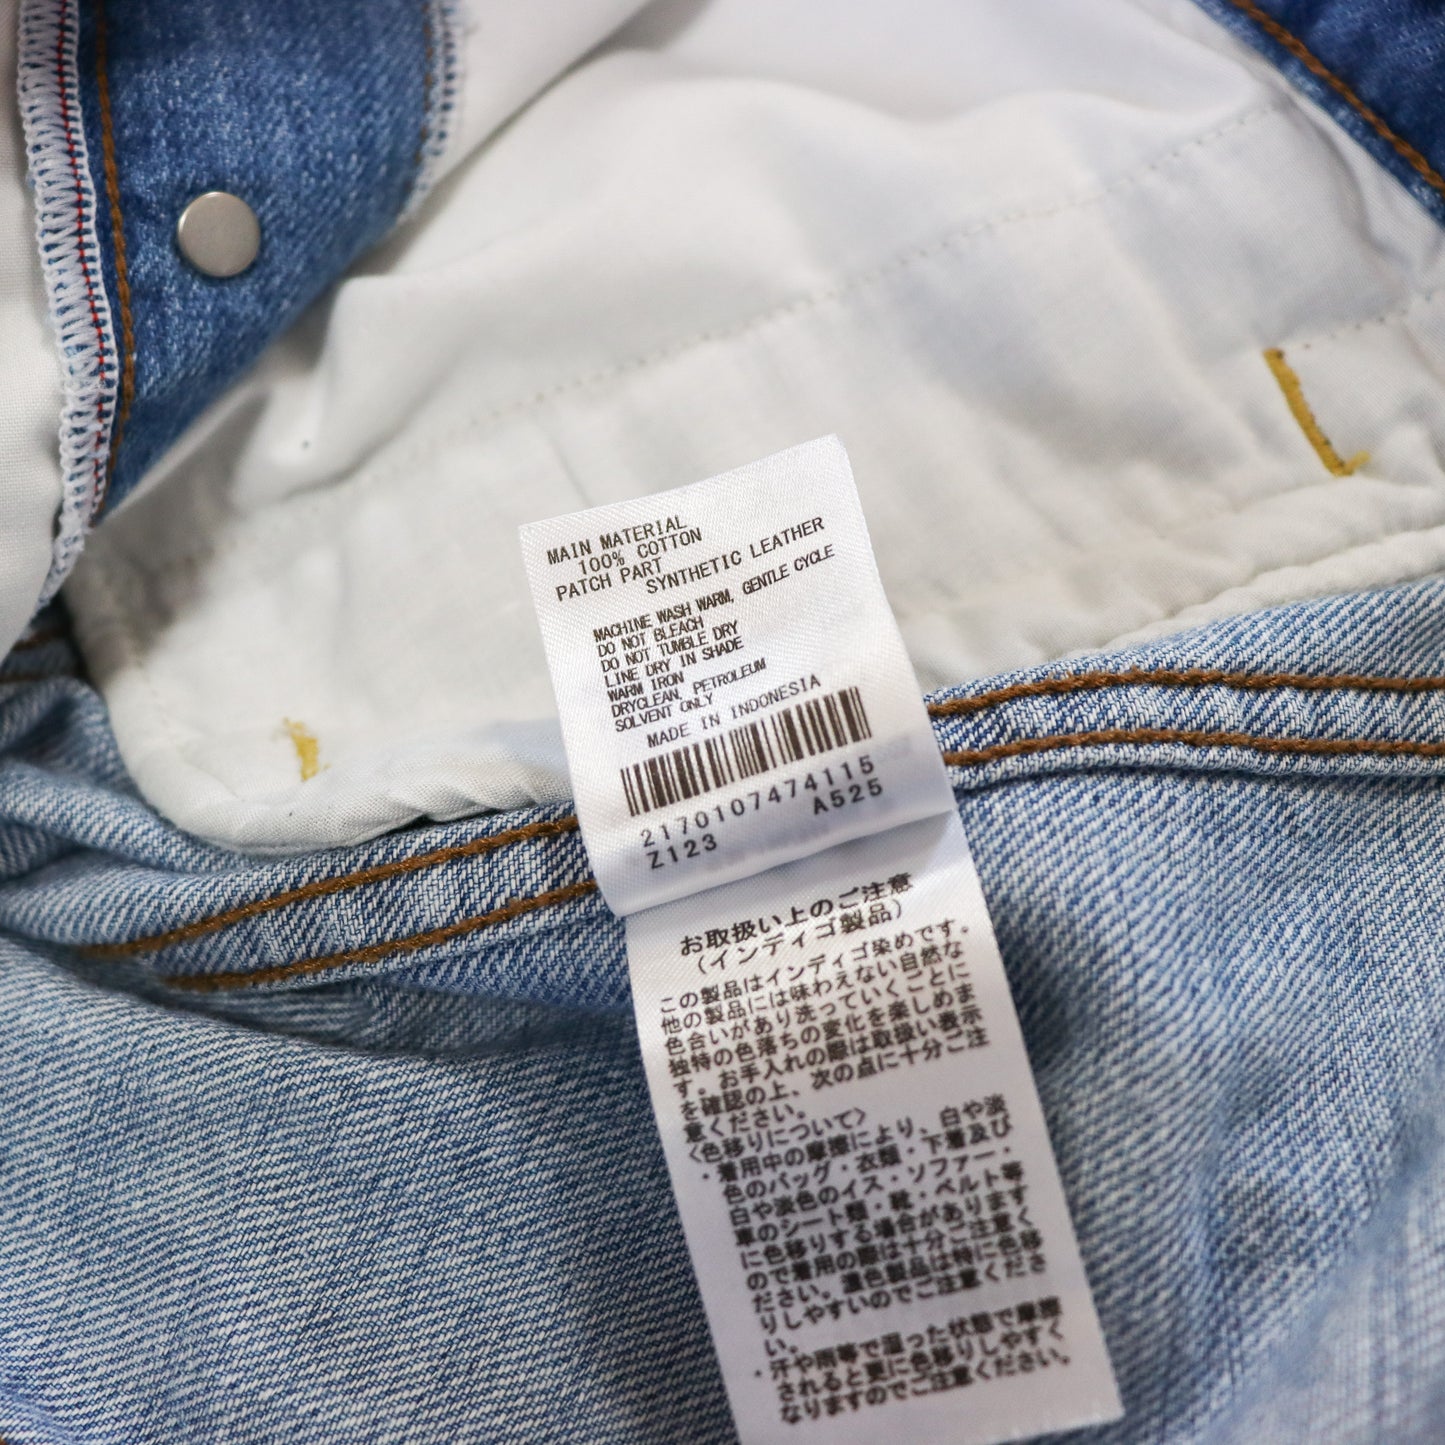 MAIN MATERIAL
100% COTTON
PATCH PART
SYNTHETIC LEATHER
MACHINE WASH WARM, GENTLE CYCLE
DO NOT BLEACH
DO NOT TUMBLE DRY
LINE DRY IN SHADE
WARM IRON
DRYCLEAN, PETROLEUM
SOLVENT ONLY
MADE IN INDONESIA
2170107474115
Z123 A525
お取扱い上のご注意
(インディゴ製品)
この製品はインディゴ染めです。
他の製品には味わえない自然な
色合いがあり洗っていくごとに
独特の色落ちの変化を楽しめま
す。お手入れの際は取扱い表示
を確認の上、次の点に十分ご注
意ください。
〈色移りについて〉
・着用中の摩擦により、白や淡
色のバッグ・衣類・下着及び
白や淡色のイス・ソファー・
車のシート類・靴・ベルト等
に色移りする場合があります
ので着用の際は十分ご注意く
ださい。濃色製品は特に色移
りしやすいのでご注意くださ
い。
・汗や雨等で湿った状態で摩擦
されると更に色移りしやすく
なりますのでご注意ください。